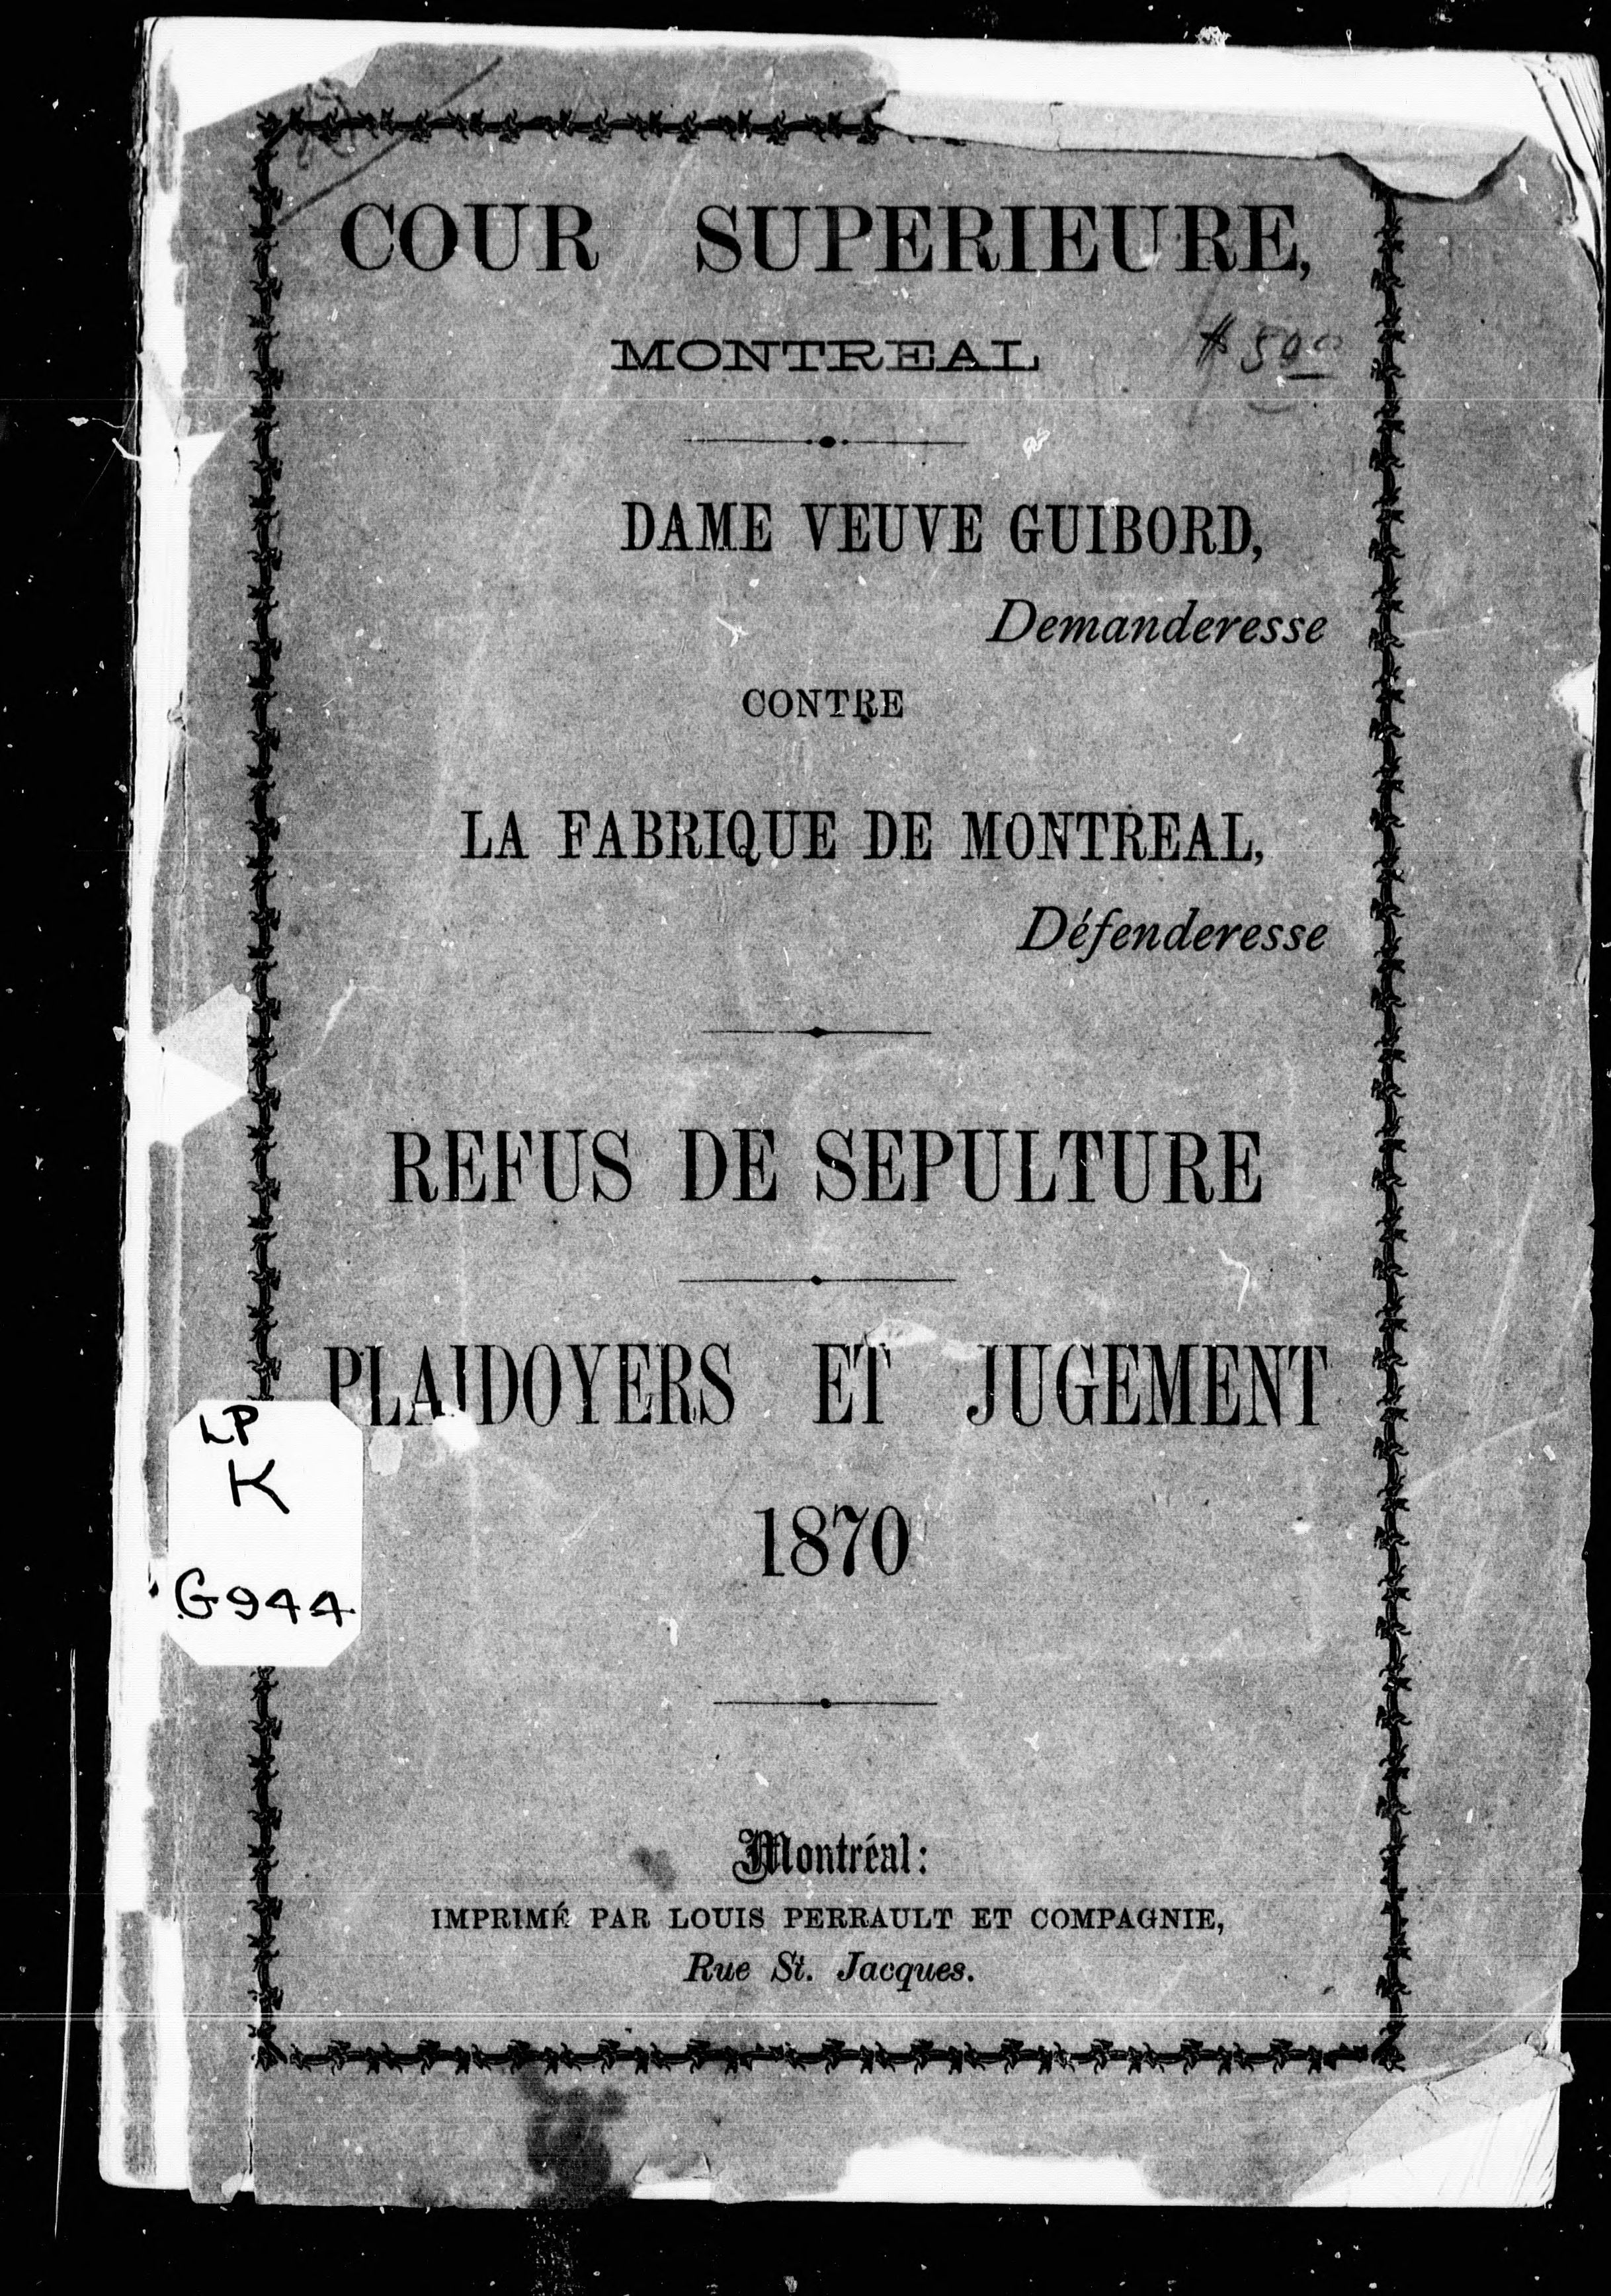 COUR SUPERIEURE,
MONTREAL
$ 500
DAME VEUVE GUIBORD,
Demanderesse
CONTRE
LA FABRIQUE DE MONTREAL,
Défenderesse
REFUS DE SEPULTURE
PLAIDOYERS ET JUGEMENT
LP
K
G944
1870
Montréal:
IMPRIMÉ PAR LOUIS PERRAULT ET COMPAGNIE,
Rue St. Jacques.